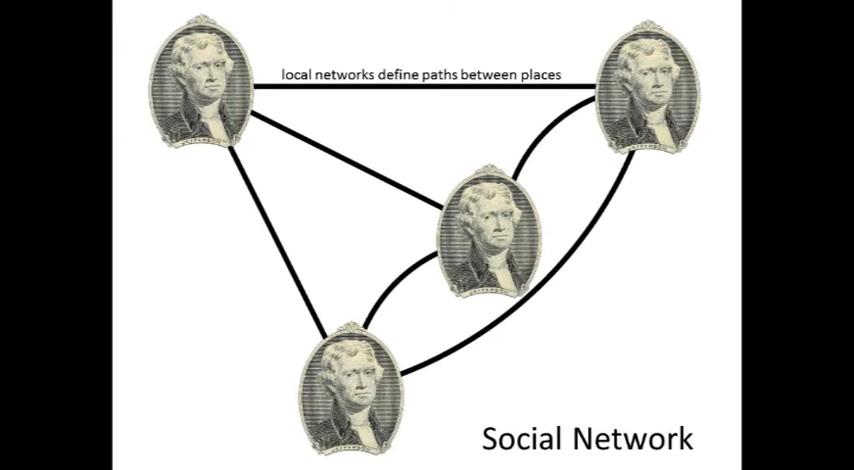 local networks define paths between places
Social Network